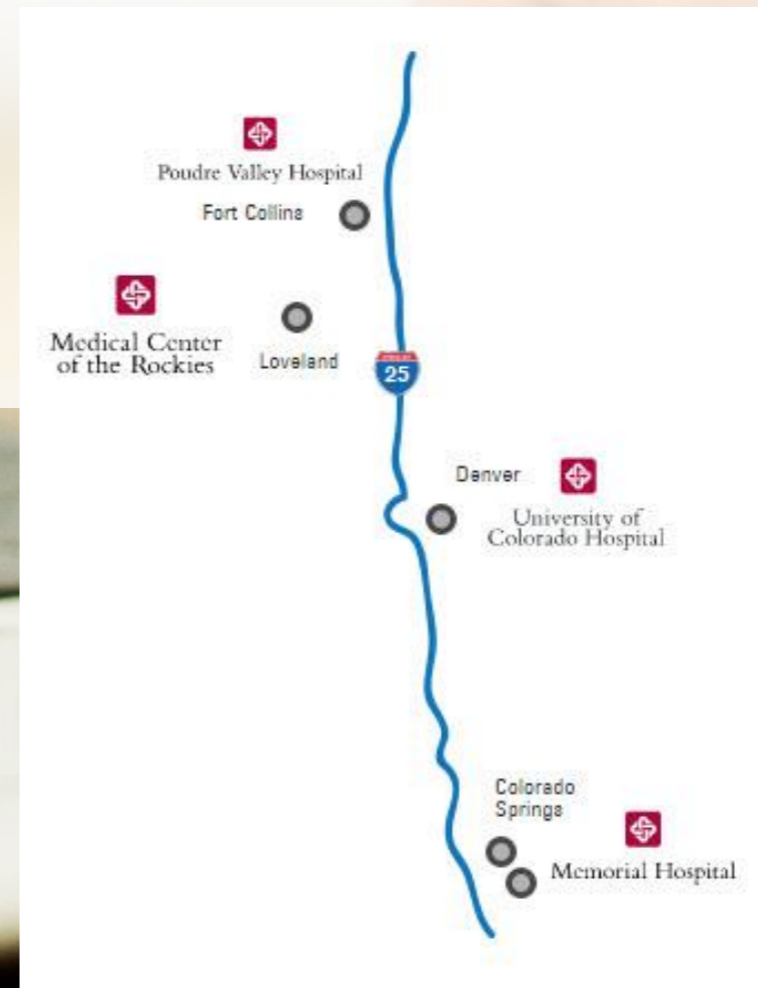 Poudre Valley Hospital
Fort Collins
Medical Center
of the Rockies
Loveland
25
Denver
University of
Colorado Hospital
Colorado
Springs
Memorial Hospital